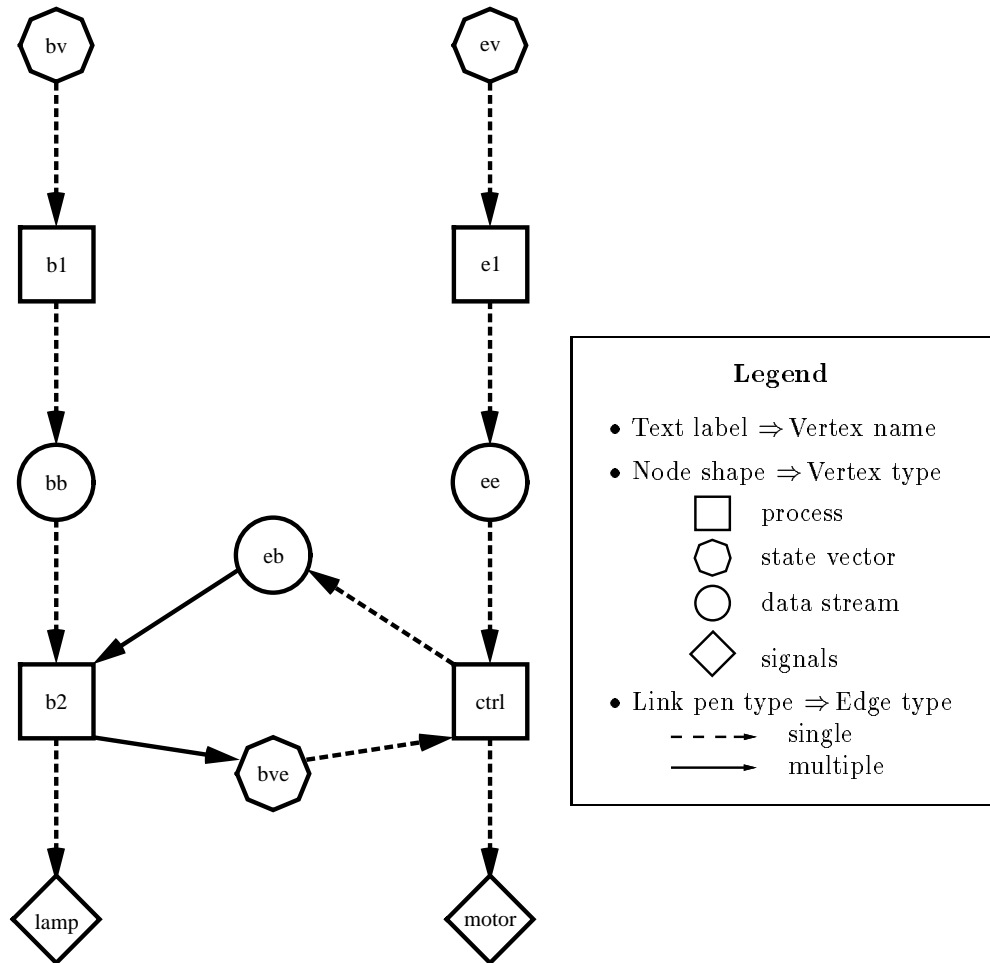 bv
ev
b1
e1
bb
ee
eb
b2
ctrl
bve
lamp
motor
Legend
• Text label ⇒ Vertex name
• Node shape ⇒ Vertex type
process
state vector
data stream
signals
• Link pen type ⇒ Edge type
single
multiple